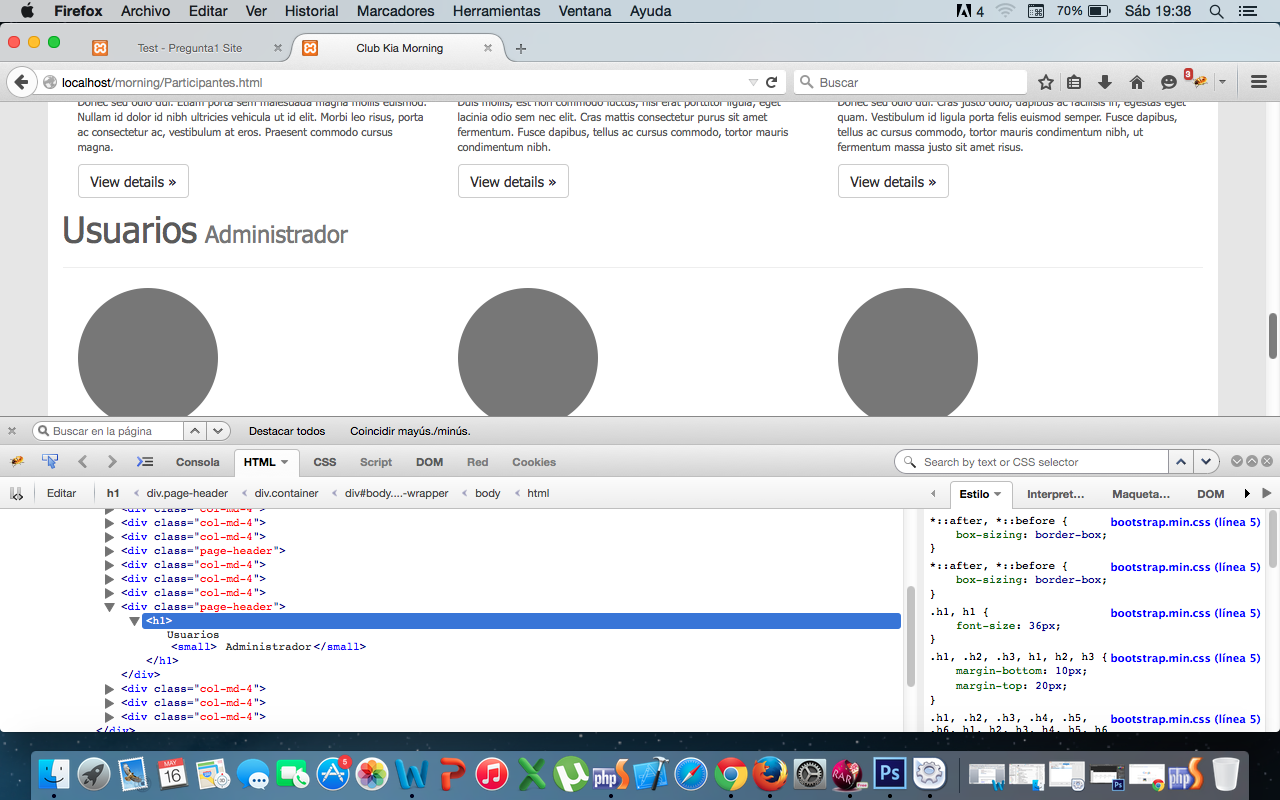 Firefox Archivo Editar Ver Historial Marcadores Herramientas Ventana Ayuda 4 70% Sáb 19:38
Test - Pregunta1 Site Club Kia Morning
localhost/morning/Participantes.html Buscar 3
Donec sed odio dui. Etiam porta sem malesuada magna mollis euismod.
Nullam id dolor id nibh ultricies vehicula ut id elit. Morbi leo risus, porta
ac consectetur ac, vestibulum at eros. Praesent commodo cursus
magna.
View details »
Duis mollis, est non commodo luctus, nisi erat porttitor ligula, eget
lacinia odio sem nec elit. Cras mattis consectetur purus sit amet
fermentum. Fusce dapibus, tellus ac cursus commodo, tortor mauris
condimentum nibh.
View details »
Donec sed odio dui. Cras justo odio, dapibus ac facilisis in, egestas eget
quam. Vestibulum id ligula porta felis euismod semper. Fusce dapibus,
tellus ac cursus commodo, tortor mauris condimentum nibh, ut
fermentum massa justo sit amet risus.
View details »
Usuarios Administrador
Buscar en la página Destacar todos Coincidir mayús./minús.
Consola HTML CSS Script DOM Red Cookies Search by text or CSS selector
Editar h1 div.page-header div.container div#body....-wrapper body html
<div class="col-md-4">
<div class="col-md-4">
<div class="col-md-4">
<div class="page-header">
<div class="col-md-4">
<div class="col-md-4">
<div class="col-md-4">
<div class="page-header">
<h1>
Usuarios
<small> Administrador</small>
</h1>
</div>
<div class="col-md-4">
<div class="col-md-4">
<div class="col-md-4">
</div>
Estilo Interpret... Maqueta... DOM
*::after, *::before { bootstrap.min.css (línea 5)
box-sizing: border-box;
}
*::after, *::before { bootstrap.min.css (línea 5)
box-sizing: border-box;
}
.h1, h1 { bootstrap.min.css (línea 5)
font-size: 36px;
}
.h1, .h2, .h3, h1, h2, h3 { bootstrap.min.css (línea 5)
margin-bottom: 10px;
margin-top: 20px;
}
.h1, .h2, .h3, .h4, .h5, bootstrap.min.css (línea 5)
.h6, h1, h2, h3, h4, h5, h6
MAY
16
5
php
RAR
Ps
php